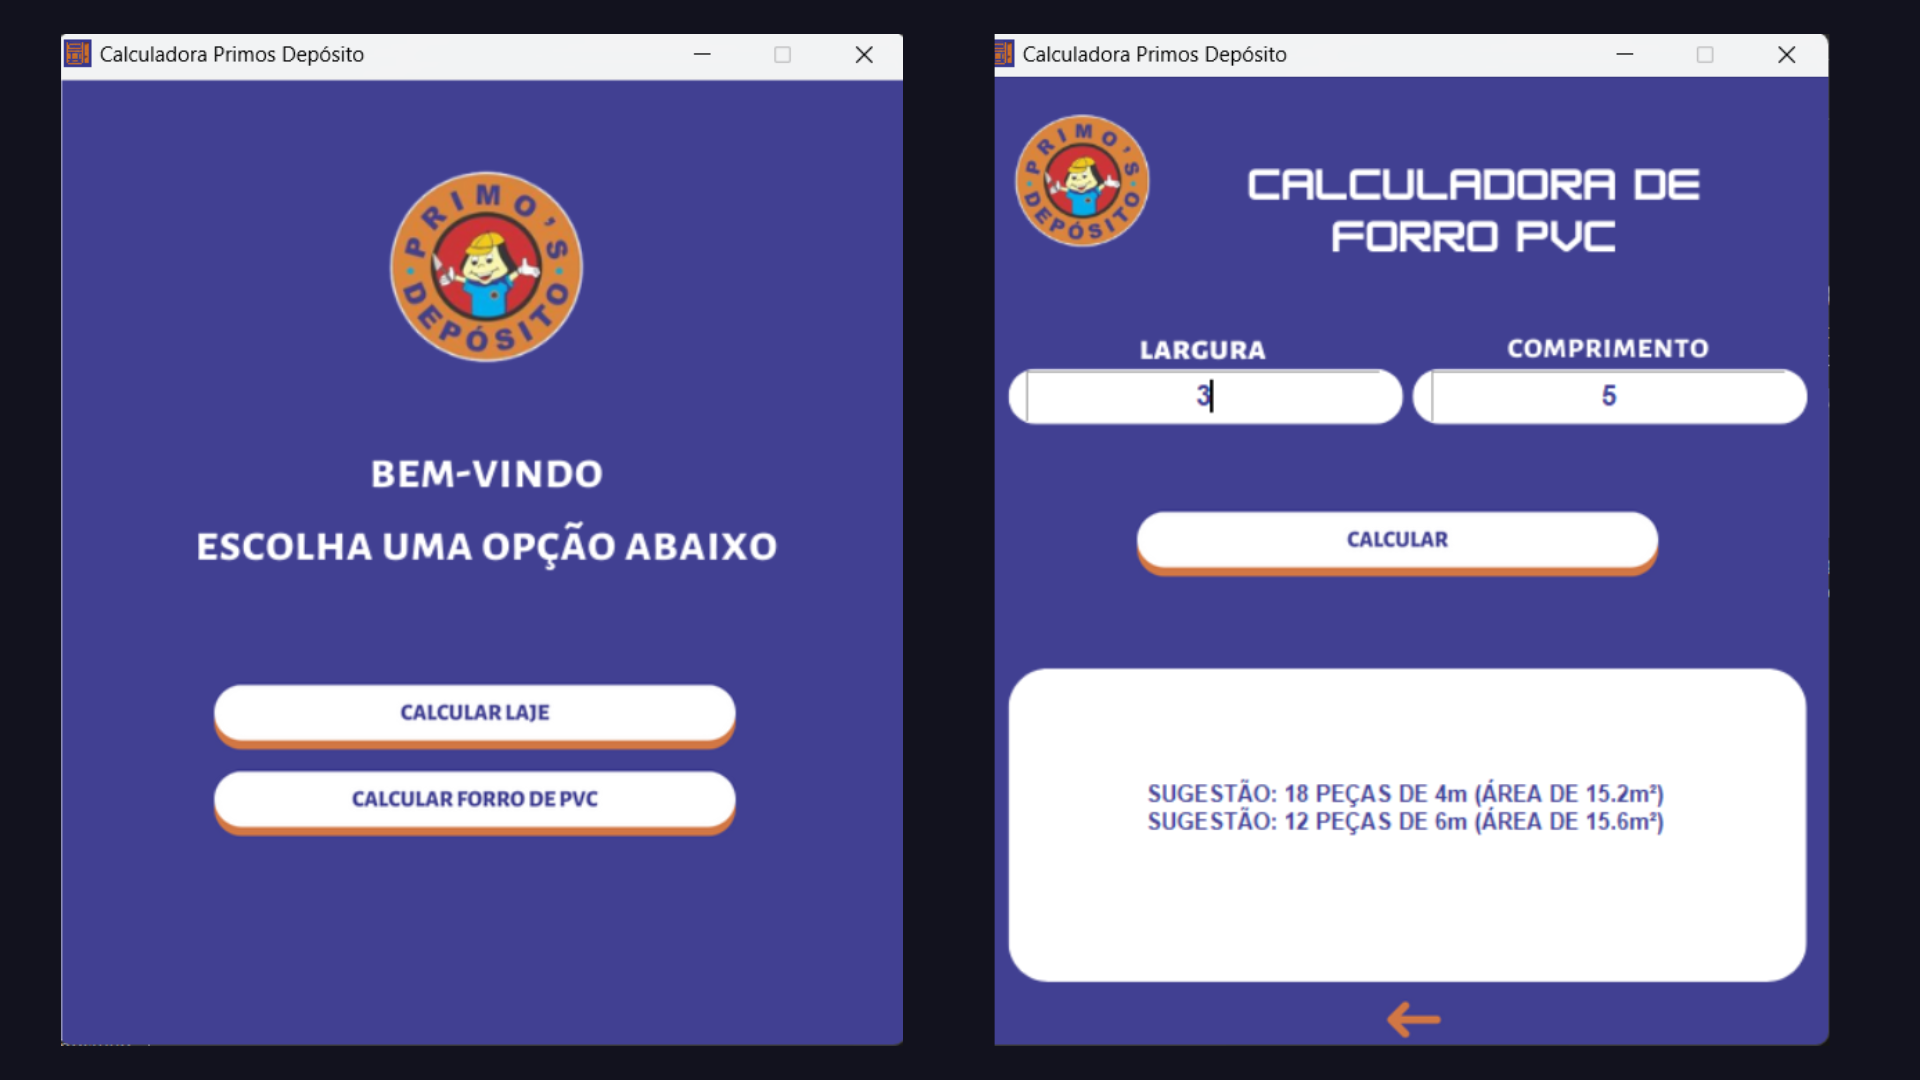 Calculadora Primos Depósito
PRIMO'S
DEPÓSITO
BEM-VINDO
ESCOLHA UMA OPÇÃO ABAIXO
CALCULAR LAJE
CALCULAR FORRO DE PVC
Calculadora Primos Depósito
PRIMO'S
DEPÓSITO
CALCULADORA DE
FORRO PVC
LARGURA
COMPRIMENTO
3
5
CALCULAR
SUGESTÃO: 18 PEÇAS DE 4m (ÁREA DE 15.2m²)
SUGESTÃO: 12 PEÇAS DE 6m (ÁREA DE 15.6m²)